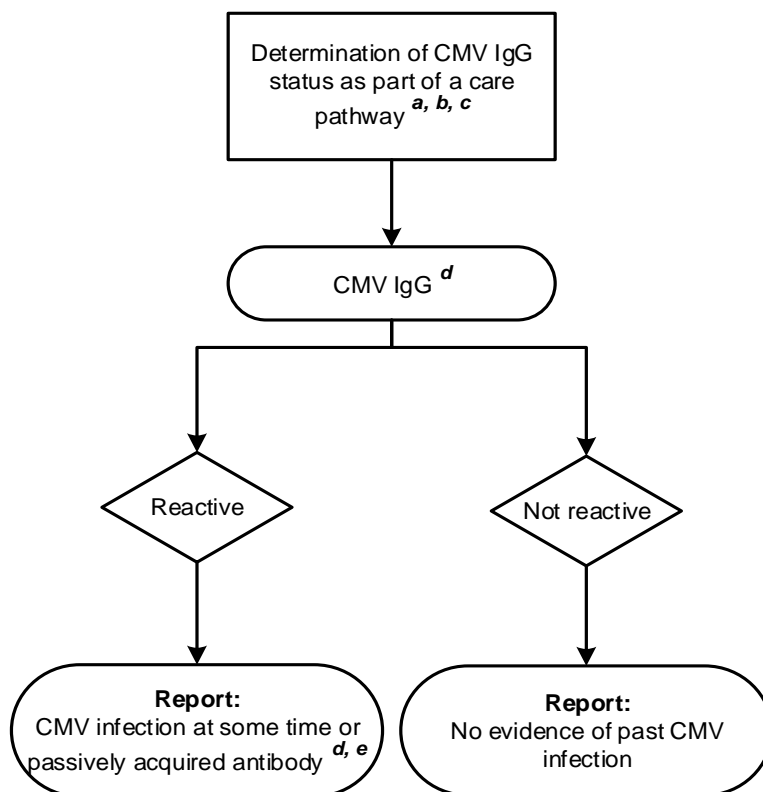 Determination of CMV IgG
status as part of a care
pathway a, b, c
CMV IgG d
Reactive
Not reactive
Report:
CMV infection at some time or
passively acquired antibody d, e
Report:
No evidence of past CMV
infection